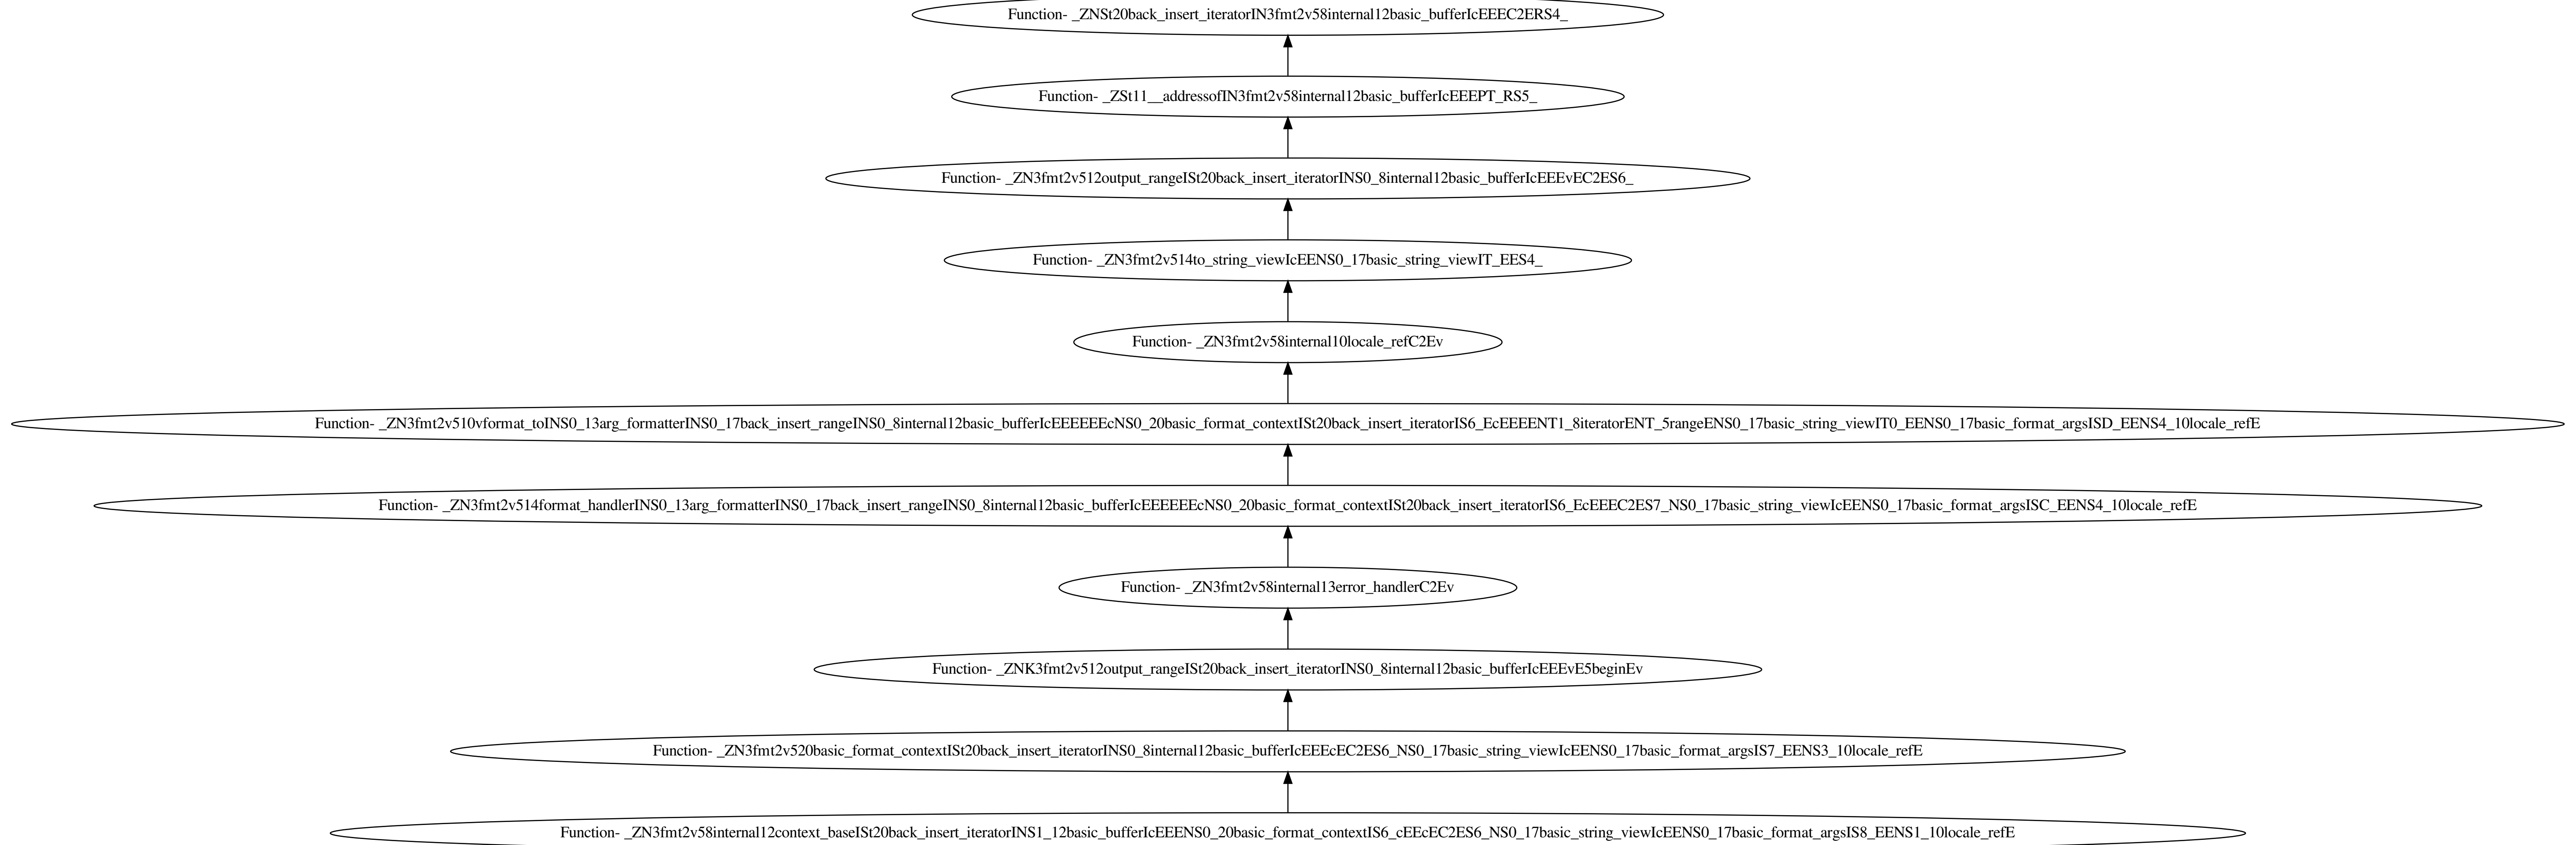 Function- _ZNSt20back_insert_iteratorIN3fmt2v58internal12basic_bufferIcEEEC2ERS4_
Function- _ZSt11__addressofIN3fmt2v58internal12basic_bufferIcEEEPT_RS5_
Function- _ZN3fmt2v512output_rangeISt20back_insert_iteratorINS0_8internal12basic_bufferIcEEEvEC2ES6_
Function- _ZN3fmt2v514to_string_viewIcEENS0_17basic_string_viewIT_EES4_
Function- _ZN3fmt2v58internal10locale_refC2Ev
Function- _ZN3fmt2v510vformat_toINS0_13arg_formatterINS0_17back_insert_rangeINS0_8internal12basic_bufferIcEEEEEEcNS0_20basic_format_contextISt20back_insert_iteratorIS6_EcEEEENT1_8iteratorENT_5rangeENS0_17basic_string_viewIT0_EENS0_17basic_format_argsISD_EENS4_10locale_refE
Function- _ZN3fmt2v514format_handlerINS0_13arg_formatterINS0_17back_insert_rangeINS0_8internal12basic_bufferIcEEEEEEcNS0_20basic_format_contextISt20back_insert_iteratorIS6_EcEEEC2ES7_NS0_17basic_string_viewIcEENS0_17basic_format_argsISC_EENS4_10locale_refE
Function- _ZN3fmt2v58internal13error_handlerC2Ev
Function- _ZNK3fmt2v512output_rangeISt20back_insert_iteratorINS0_8internal12basic_bufferIcEEEvE5beginEv
Function- _ZN3fmt2v520basic_format_contextISt20back_insert_iteratorINS0_8internal12basic_bufferIcEEEcEC2ES6_NS0_17basic_string_viewIcEENS0_17basic_format_argsIS7_EENS3_10locale_refE
Function- _ZN3fmt2v58internal12context_baseISt20back_insert_iteratorINS1_12basic_bufferIcEEENS0_20basic_format_contextIS6_cEEcEC2ES6_NS0_17basic_string_viewIcEENS0_17basic_format_argsIS8_EENS1_10locale_refE